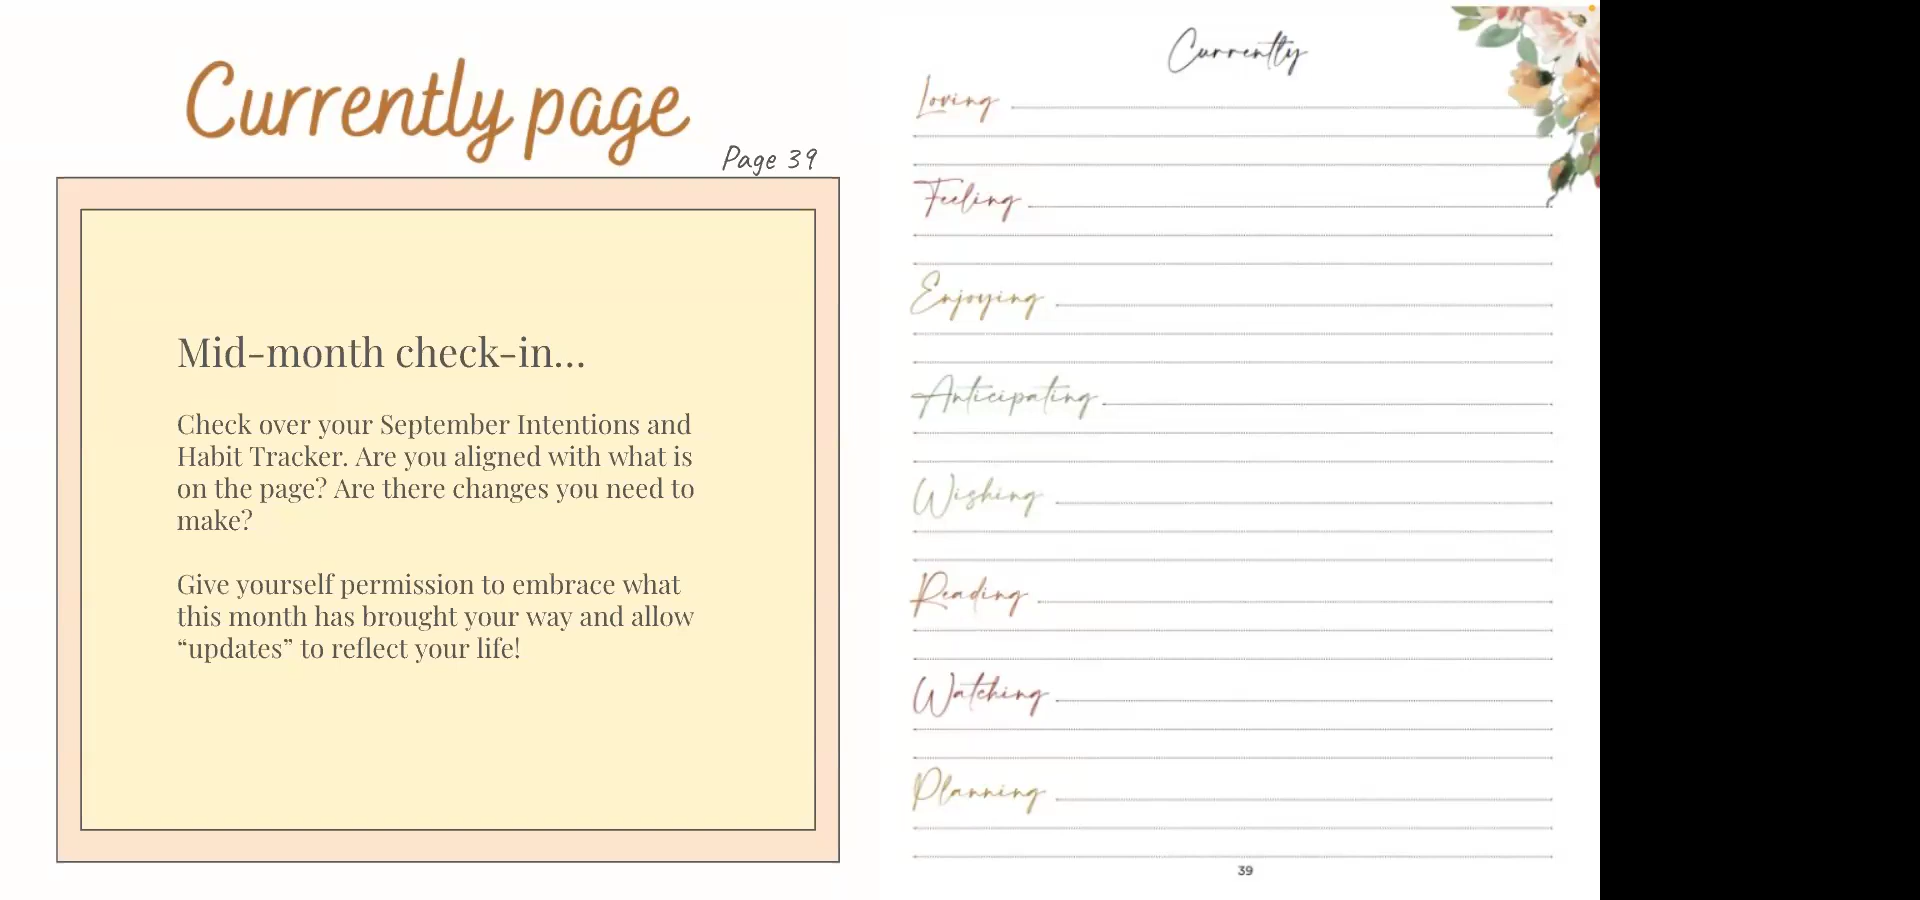 Currently page
Page 39
Mid-month check-in...
Check over your September Intentions and
Habit Tracker. Are you aligned with what is
on the page? Are there changes you need to
make?
Give yourself permission to embrace what
this month has brought your way and allow
“updates” to reflect your life!
Currently
Loving
Feeling
Enjoying
Anticipating
Wishing
Reading
Watching
Planning
39